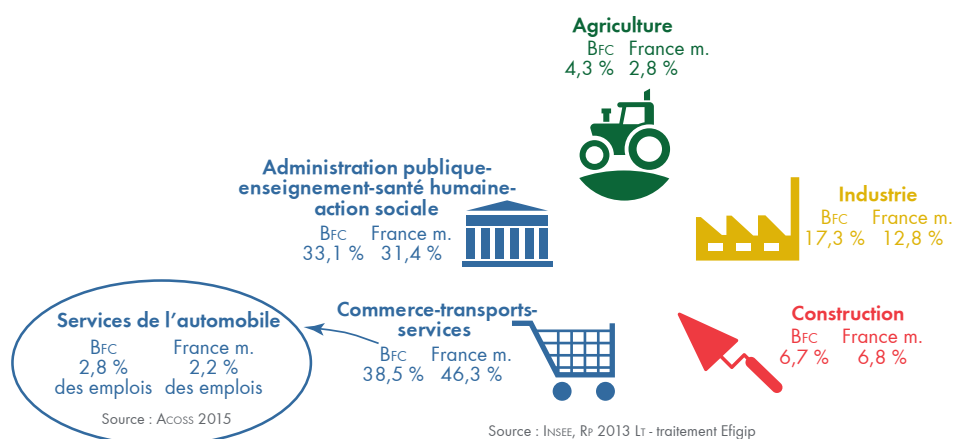 Agriculture
BFC France m.
4,3 % 2,8 %
Administration publique-
enseignement-santé humaine-
action sociale
BFC France m.
33,1 % 31,4 %
Industrie
BFC France m.
17,3 % 12,8 %
Services de l'automobile
BFC France m.
2,8 % 2,2 %
des emplois des emplois
Source : ACOSS 2015
Commerce-transports-
services
BFC France m.
38,5 % 46,3 %
Construction
BFC France m.
6,7 % 6,8 %
Source : INSEE, RP 2013 LT - traitement Efigip